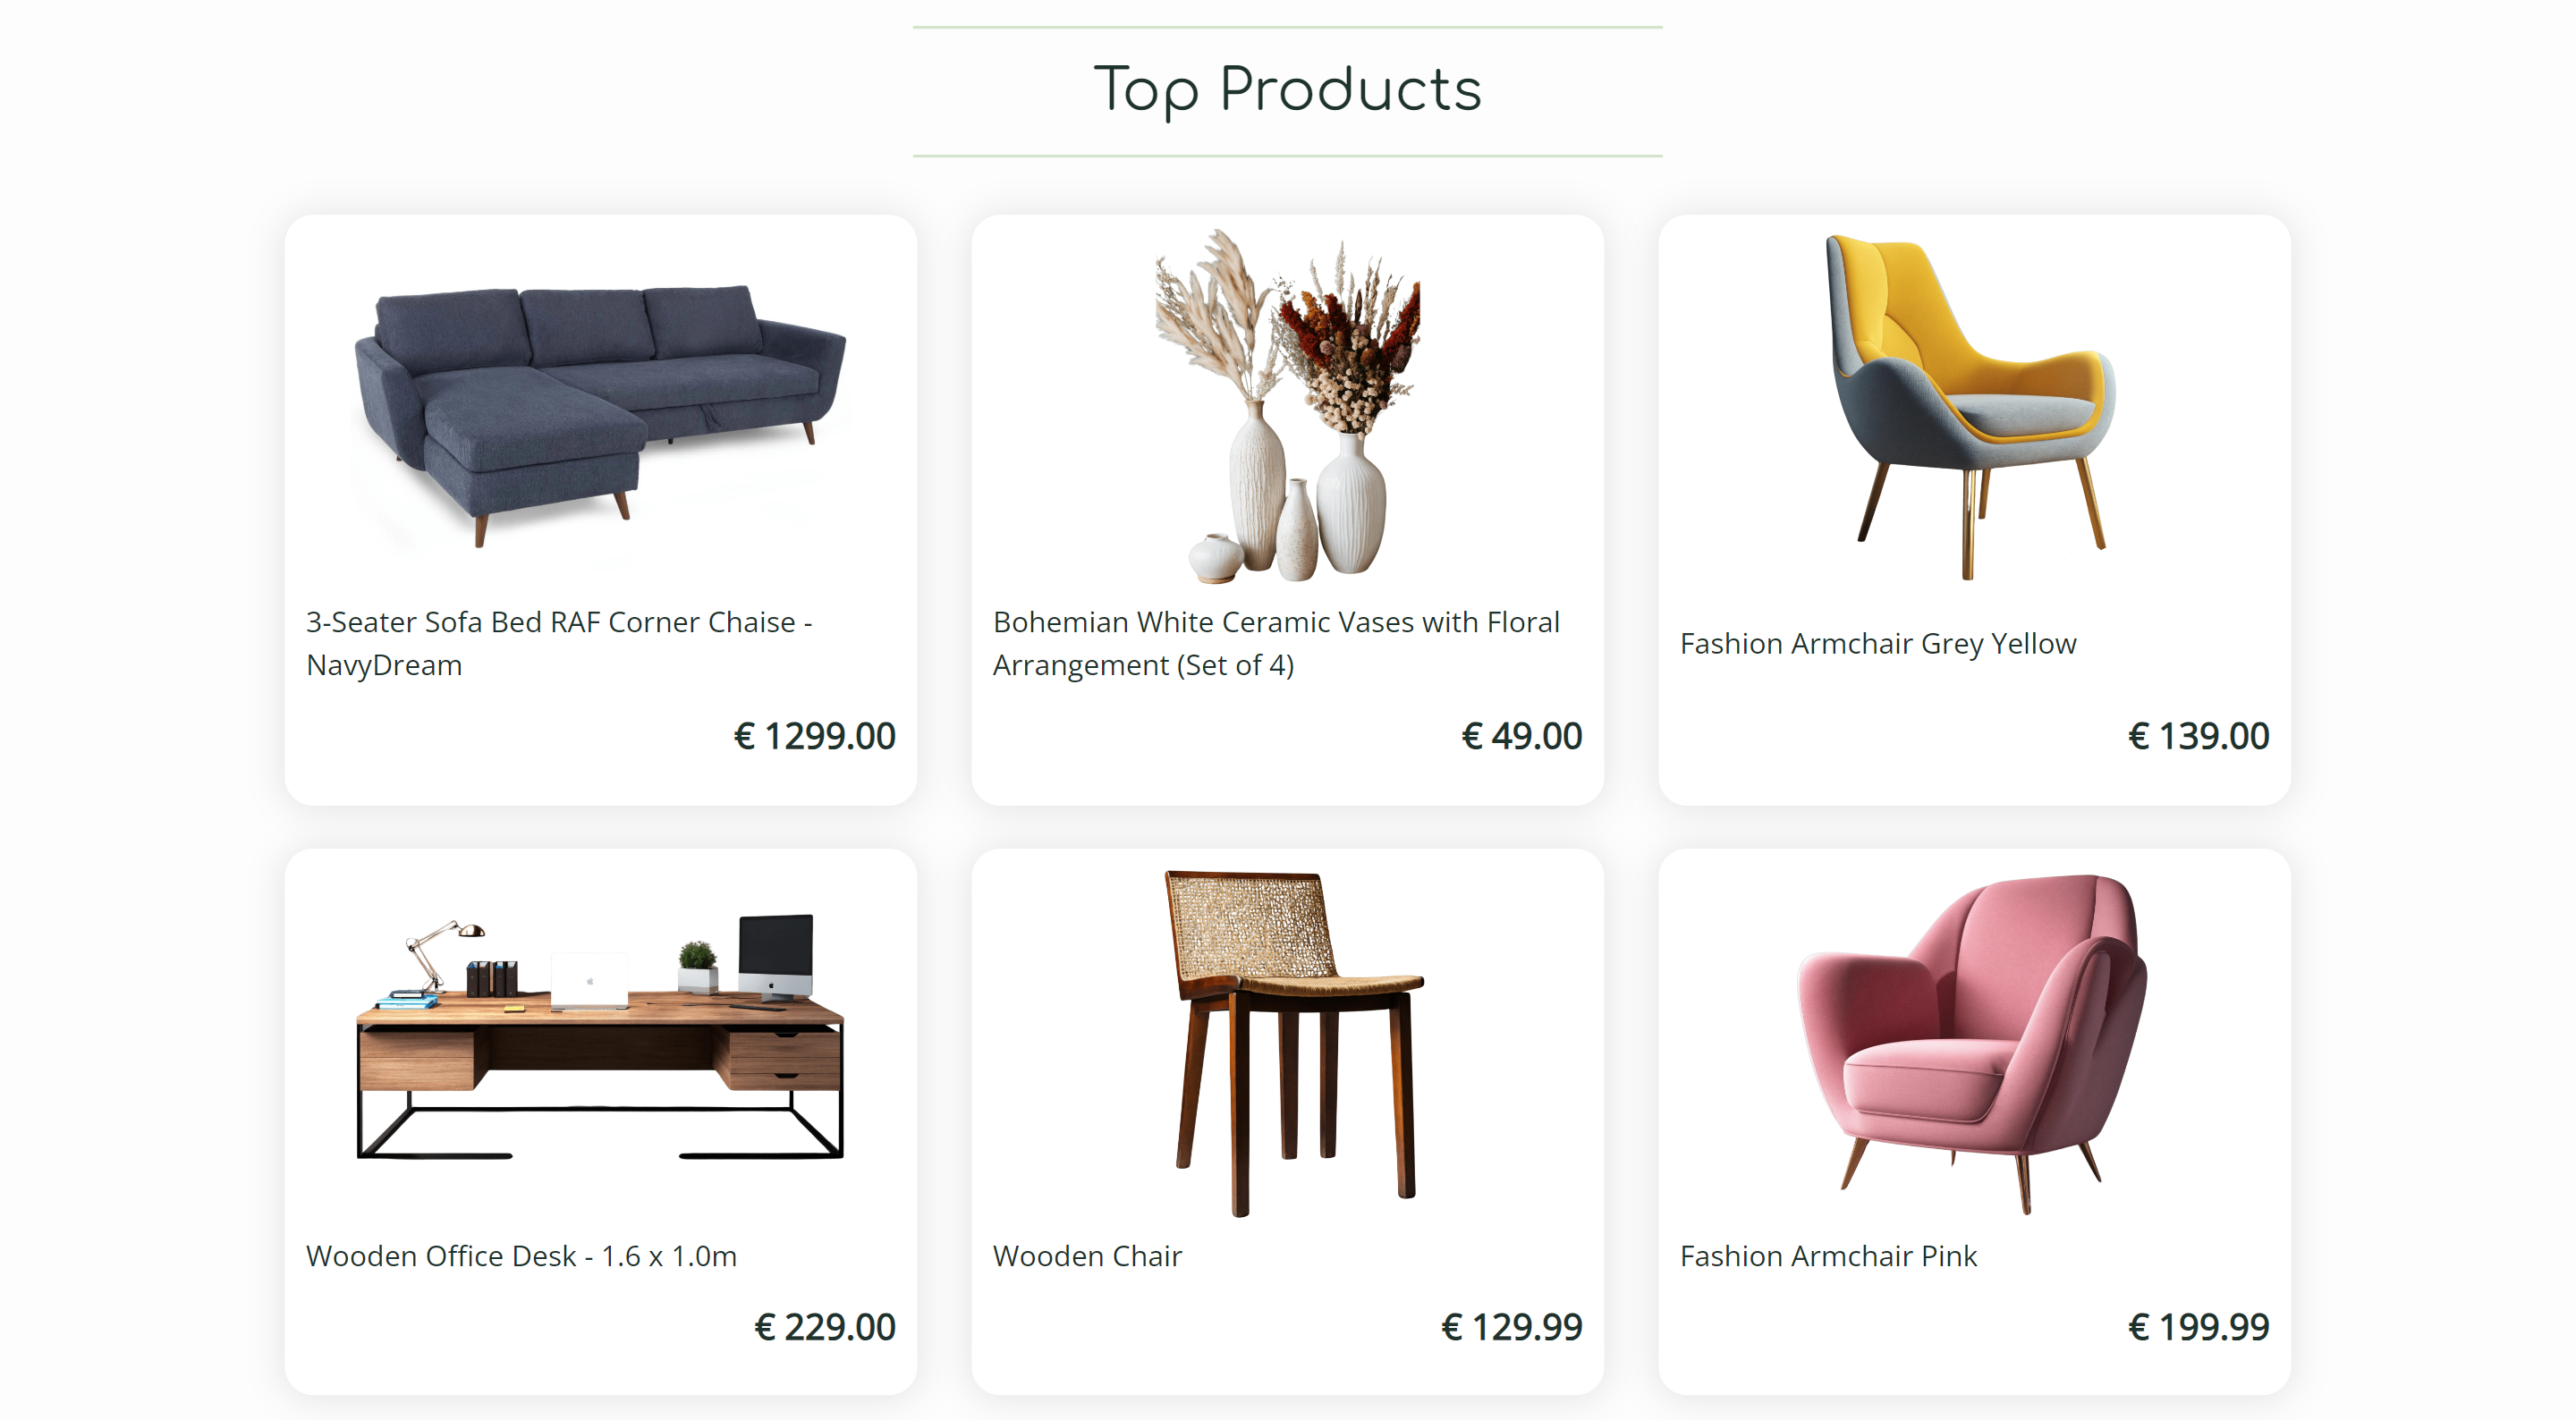 Top Products
3-Seater Sofa Bed RAF Corner Chaise -
NavyDream
€ 1299.00
Bohemian White Ceramic Vases with Floral
Arrangement (Set of 4)
€ 49.00
Fashion Armchair Grey Yellow
€ 139.00
Wooden Office Desk - 1.6 x 1.0m
€ 229.00
Wooden Chair
€ 129.99
Fashion Armchair Pink
€ 199.99